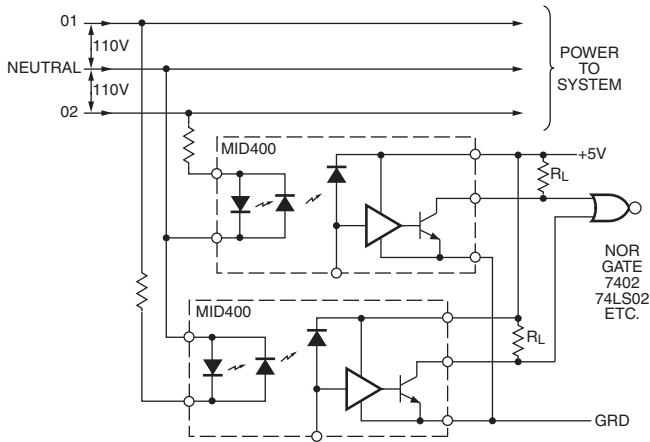 01
110V
NEUTRAL
110V
02
POWER
TO
SYSTEM
MID400
+5V
RL
NOR
GATE
7402
74LS02
ETC.
MID400
RL
GRD